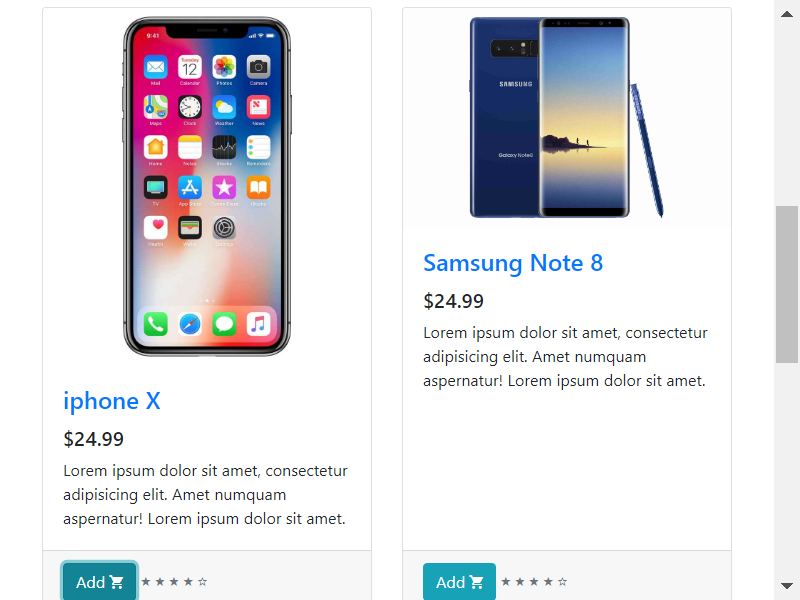 9:41
Tuesday
12
Mail
Calendar
Photos
Camera
Maps
Clock
Weather
News
Home
Notes
Stocks
Reminders
TV
App Store
iTunes Store
iBooks
Health
Wallet
Settings
iphone X
$24.99
Lorem ipsum dolor sit amet, consectetur
adipisicing elit. Amet numquam
aspernatur! Lorem ipsum dolor sit amet.
Add
★ ★ ★ ★ ☆
SAMSUNG
Galaxy Note8
Samsung Note 8
$24.99
Lorem ipsum dolor sit amet, consectetur
adipisicing elit. Amet numquam
aspernatur! Lorem ipsum dolor sit amet.
Add
★ ★ ★ ★ ☆